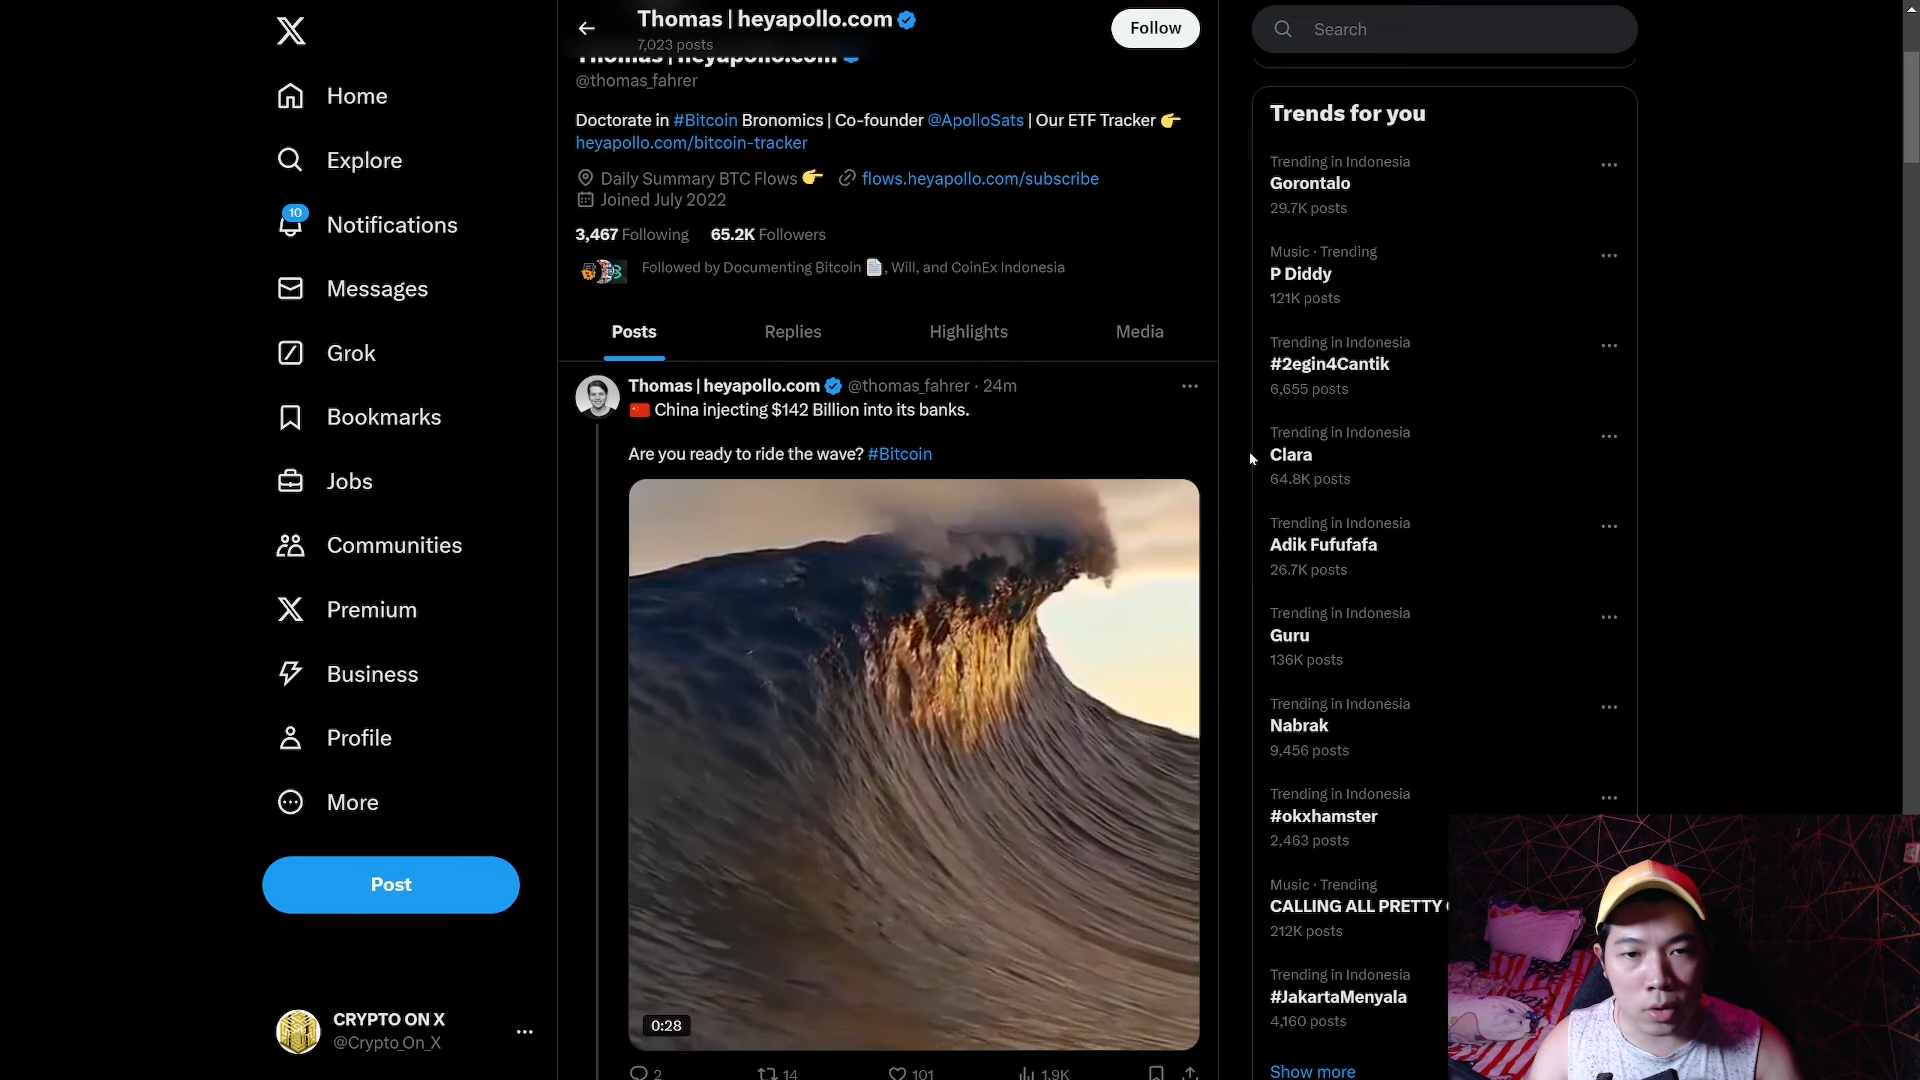 Home
Explore
10
Notifications
Messages
Grok
Bookmarks
Jobs
Communities
Premium
Business
Profile
More
Post
CRYPTO ON X
@Crypto_On_X
Thomas | heyapollo.com
7,023 posts
Follow
Thomas | heyapollo.com
@thomas_fahrer
Doctorate in #Bitcoin Bronomics | Co-founder @ApolloSats | Our ETF Tracker 👉
heyapollo.com/bitcoin-tracker
Daily Summary BTC Flows 👉 flows.heyapollo.com/subscribe
Joined July 2022
3,467 Following 65.2K Followers
Followed by Documenting Bitcoin 📄, Will, and CoinEx Indonesia
Posts Replies Highlights Media
Thomas | heyapollo.com @thomas_fahrer · 24m
🇨🇳 China injecting $142 Billion into its banks.
Are you ready to ride the wave? #Bitcoin
0:28
2 14 101 1.9K
Search
Trends for you
Trending in Indonesia
Gorontalo
29.7K posts
Music · Trending
P Diddy
121K posts
Trending in Indonesia
#2egin4Cantik
6,655 posts
Trending in Indonesia
Clara
64.8K posts
Trending in Indonesia
Adik Fufufafa
26.7K posts
Trending in Indonesia
Guru
136K posts
Trending in Indonesia
Nabrak
9,456 posts
Trending in Indonesia
#okxhamster
2,463 posts
Music · Trending
CALLING ALL PRETTY
212K posts
Trending in Indonesia
#JakartaMenyala
4,160 posts
Show more